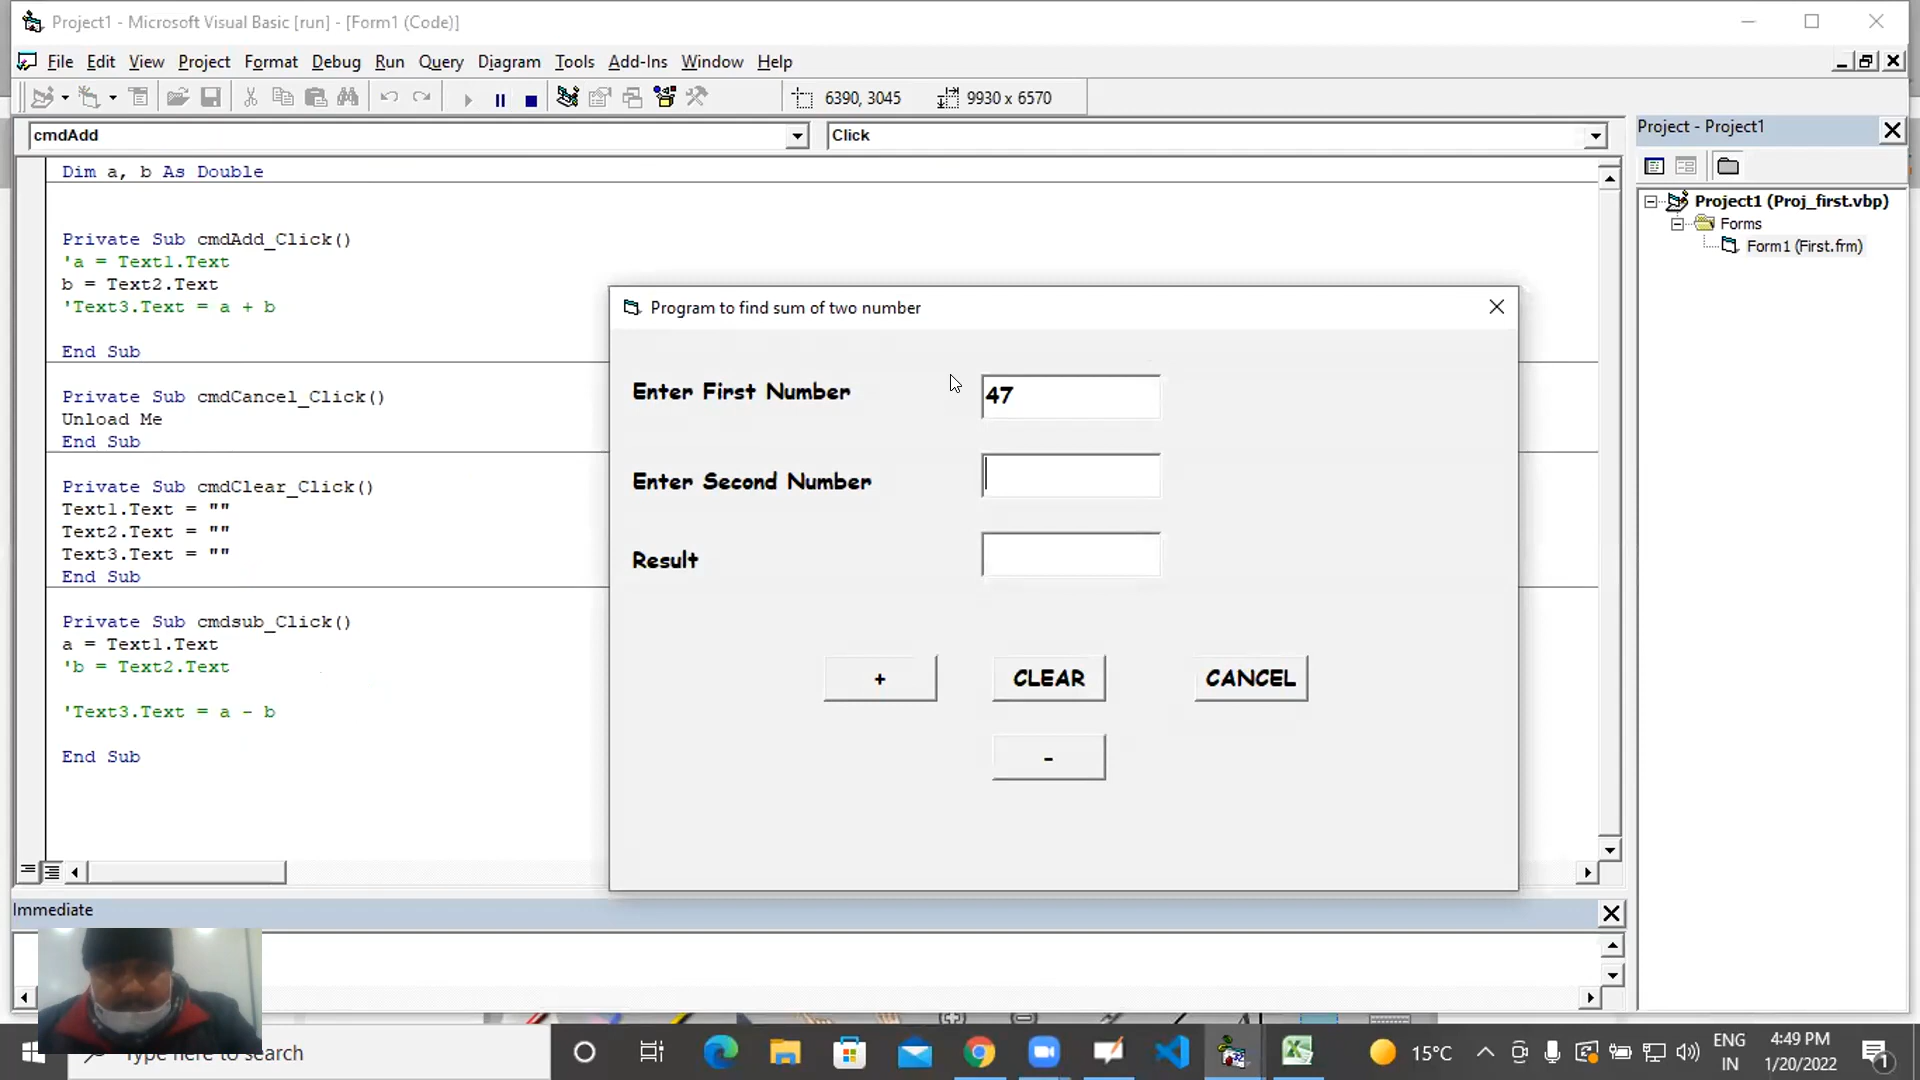 Project1 - Microsoft Visual Basic [run] - [Form1 (Code)]
File Edit View Project Format Debug Run Query Diagram Tools Add-Ins Window Help
6390, 3045 9930 x 6570
cmdAdd Click
Project - Project1
Project1 (Proj_first.vbp)
Forms
Form1 (First.frm)
Dim a, b As Double
Private Sub cmdAdd_Click()
'a = Text1.Text
b = Text2.Text
'Text3.Text = a + b
End Sub
Private Sub cmdCancel_Click()
Unload Me
End Sub
Private Sub cmdClear_Click()
Text1.Text = ""
Text2.Text = ""
Text3.Text = ""
End Sub
Private Sub cmdsub_Click()
a = Text1.Text
'b = Text2.Text
'Text3.Text = a - b
End Sub
Program to find sum of two number
Enter First Number 47
Enter Second Number
Result
+ CLEAR CANCEL
-
Immediate
Type here to search
15°C
ENG
IN
4:49 PM
1/20/2022
1